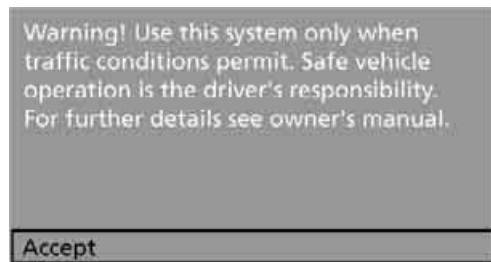 Warning! Use this system only when
traffic conditions permit. Safe vehicle
operation is the driver's responsibility.
For further details see owner's manual.
Accept